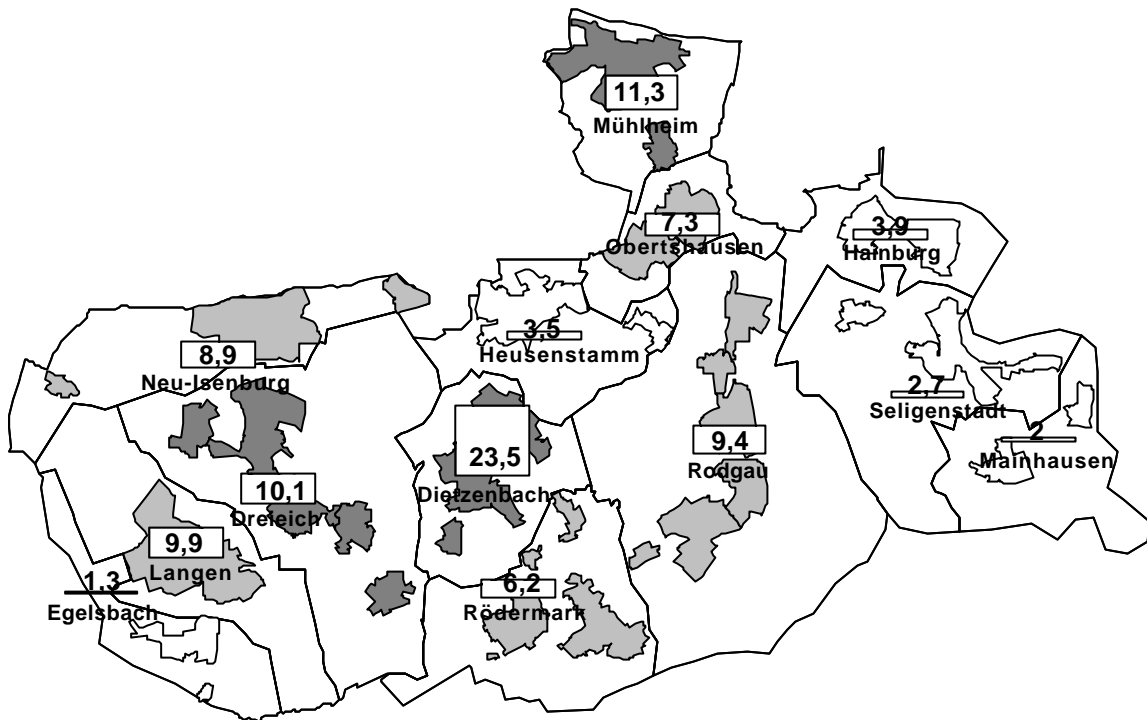 11,3
Mühlheim
7,3
Obertshausen
3,9
Hainburg
3,5
Heusenstamm
8,9
Neu-Isenburg
2,7
Seligenstadt
2
Mainhausen
9,4
Rodgau
23,5
Dietzenbach
10,1
Dreieich
9,9
Langen
1,3
Egelsbach
6,2
Rödermark